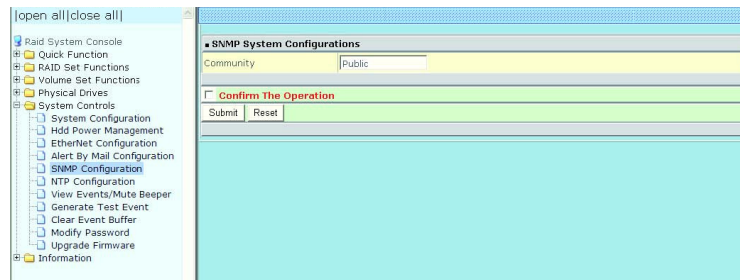 |open all|close all|
Raid System Console
Quick Function
RAID Set Functions
Volume Set Functions
Physical Drives
System Controls
System Configuration
Hdd Power Management
EtherNet Configuration
Alert By Mail Configuration
SNMP Configuration
NTP Configuration
View Events/Mute Beeper
Generate Test Event
Clear Event Buffer
Modify Password
Upgrade Firmware
Information
SNMP System Configurations
Community Public
Confirm The Operation
Submit Reset